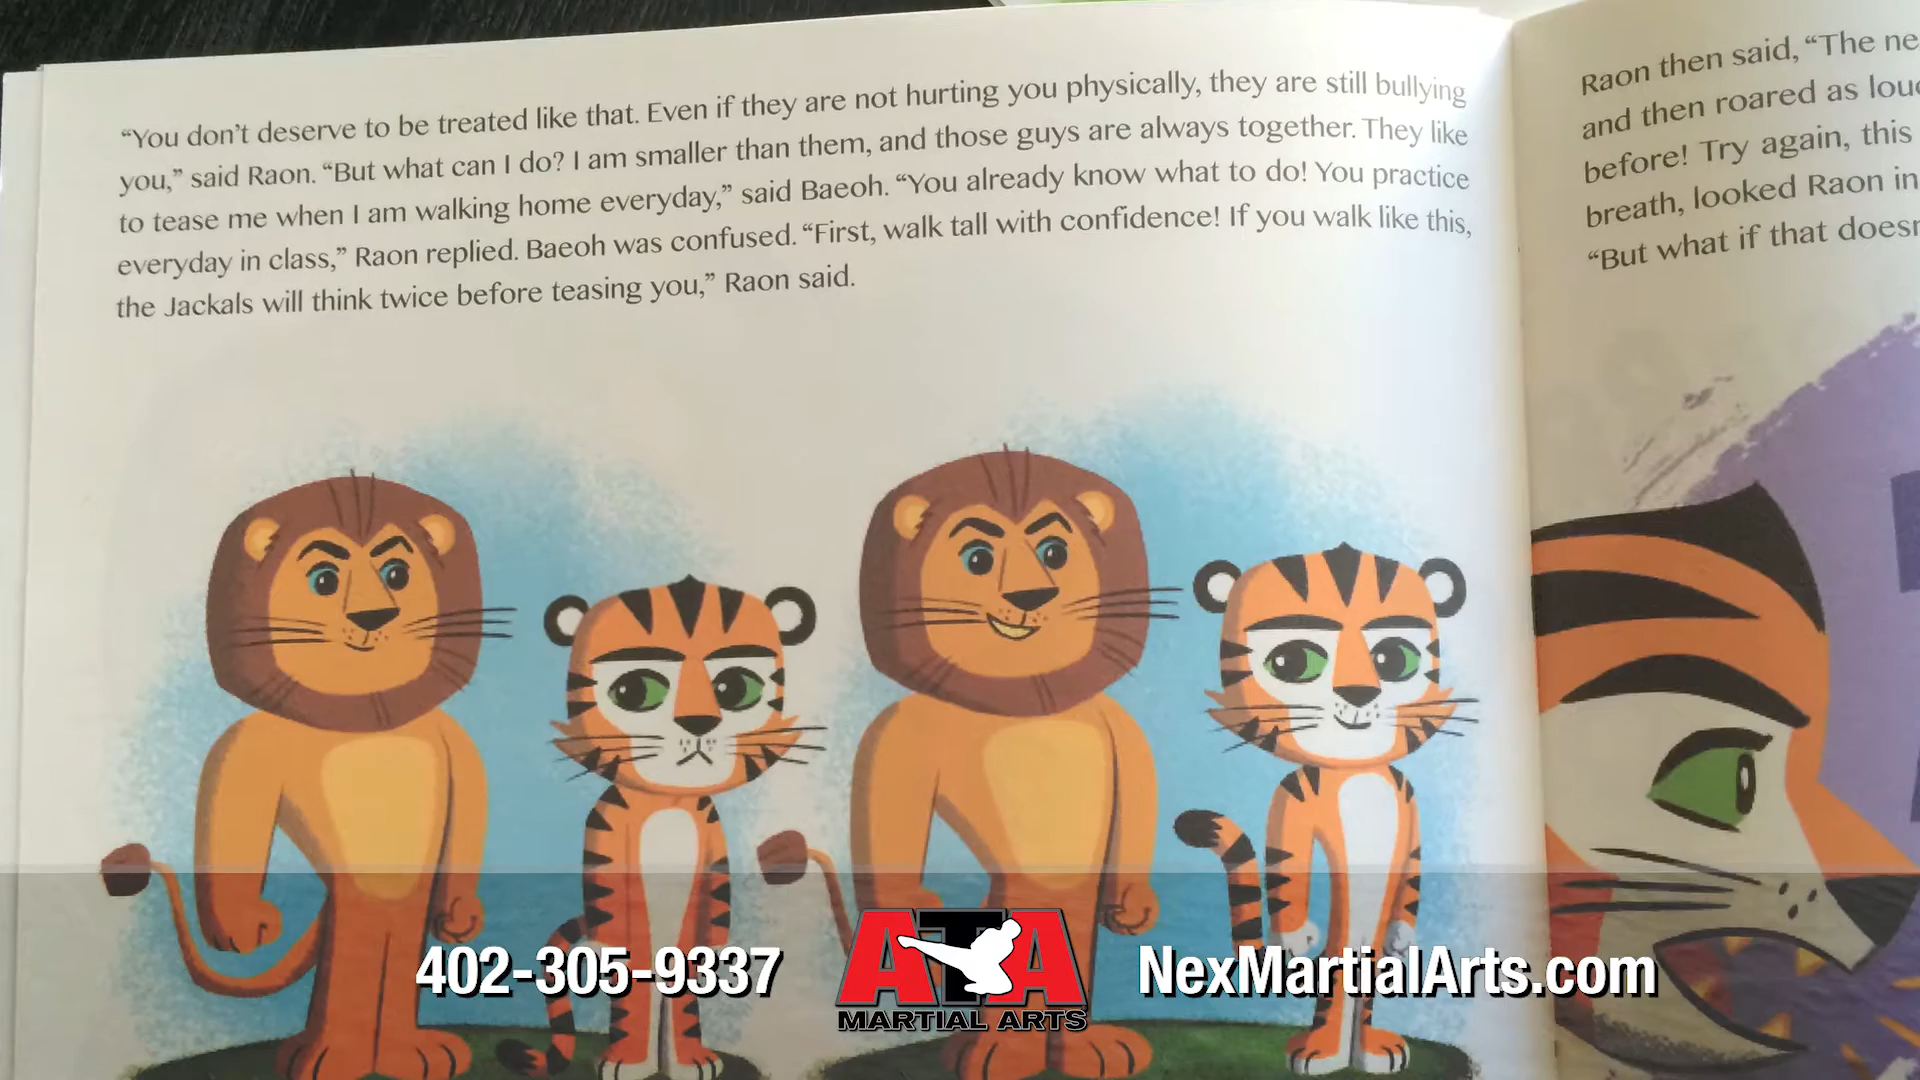 “You don’t deserve to be treated like that. Even if they are not hurting you physically, they are still bullying
you,” said Raon. “But what can I do? I am smaller than them, and those guys are always together. They like
to tease me when I am walking home everyday,” said Baeoh. “You already know what to do! You practice
everyday in class,” Raon replied. Baeoh was confused. “First, walk tall with confidence! If you walk like this,
the Jackals will think twice before teasing you,” Raon said.
Raon then said, “The
and then roared as
before! Try again, this
breath, looked Raon in
“But what if that
402-305-9337
ATA
MARTIAL ARTS
NexMartialArts.com